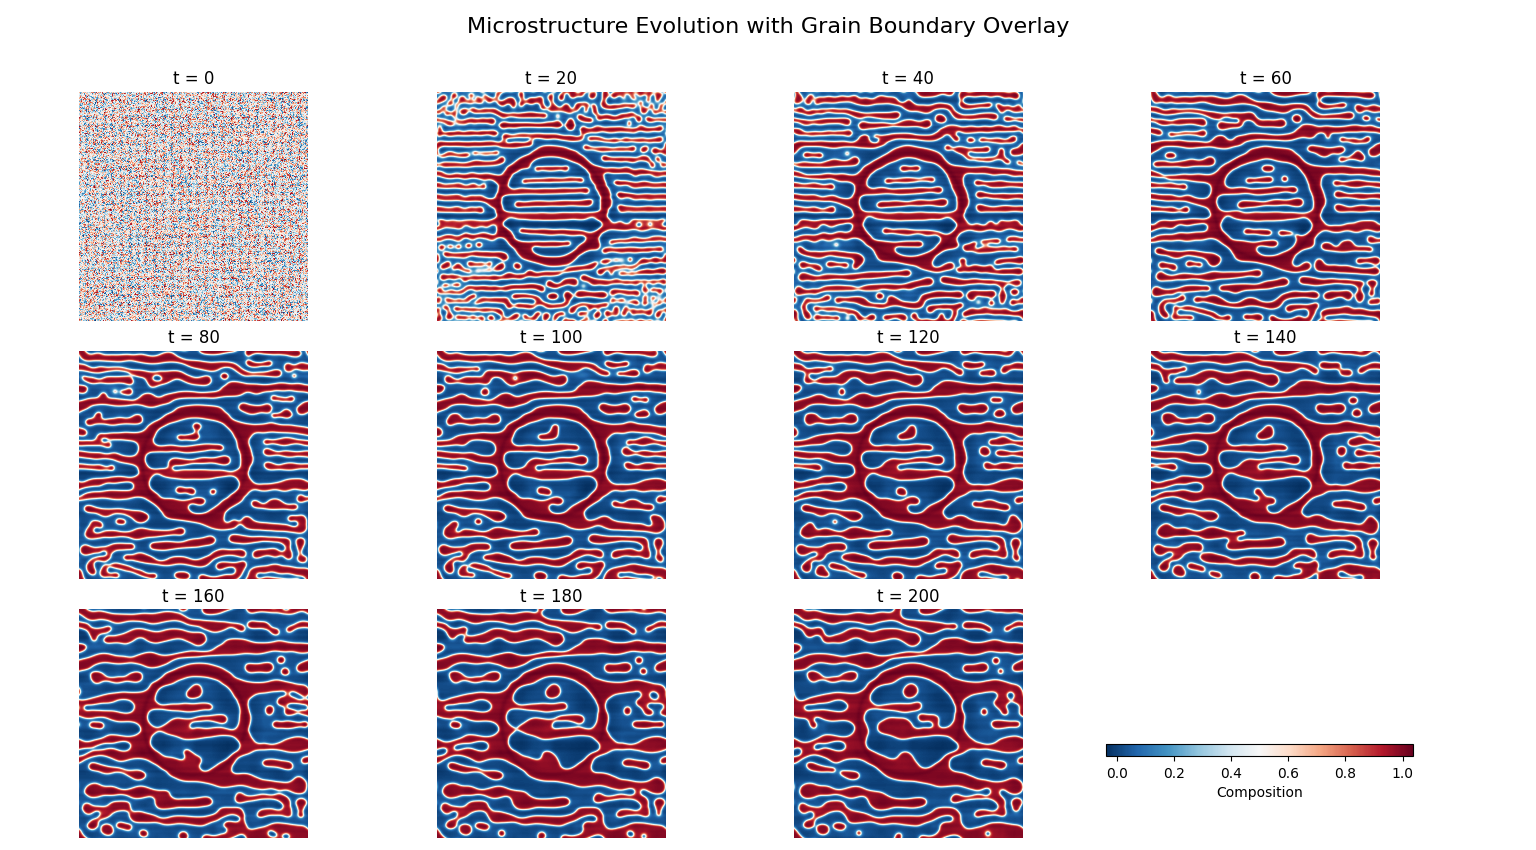 Microstructure Evolution with Grain Boundary Overlay
t = 0
t = 20
t = 40
t = 60
t = 80
t = 100
t = 120
t = 140
t = 160
t = 180
t = 200
0.0 0.2 0.4 0.6 0.8 1.0
Composition